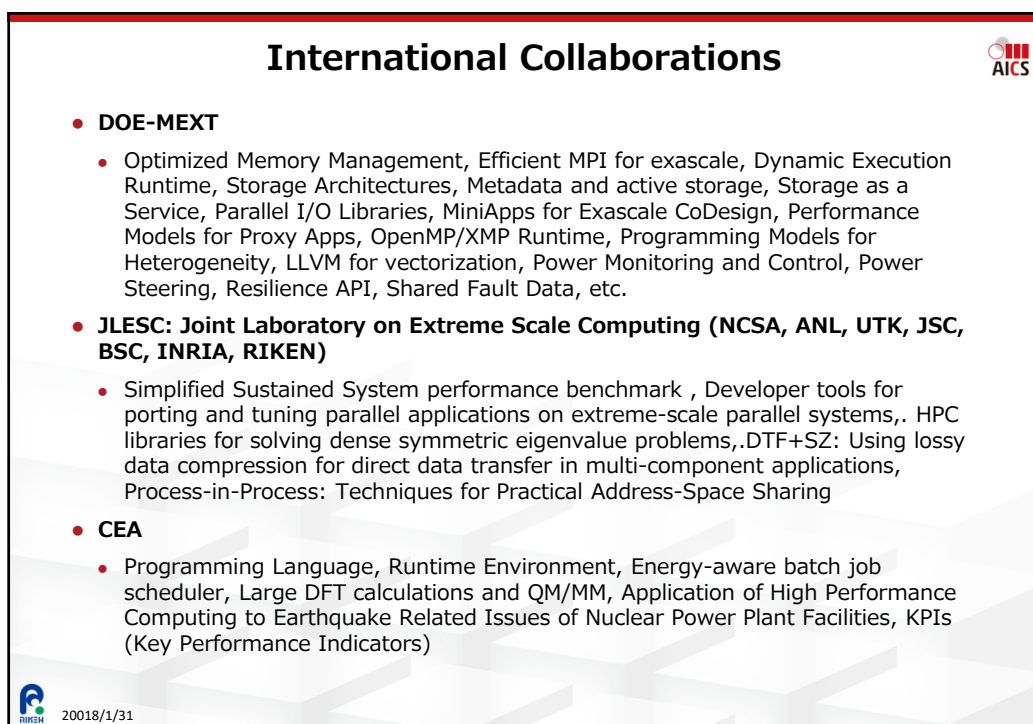 International Collaborations
AICS
● DOE-MEXT
● Optimized Memory Management, Efficient MPI for exascale, Dynamic Execution
Runtime, Storage Architectures, Metadata and active storage, Storage as a
Service, Parallel I/O Libraries, MiniApps for Exascale CoDesign, Performance
Models for Proxy Apps, OpenMP/XMP Runtime, Programming Models for
Heterogeneity, LLVM for vectorization, Power Monitoring and Control, Power
Steering, Resilience API, Shared Fault Data, etc.
● JLESC: Joint Laboratory on Extreme Scale Computing (NCSA, ANL, UTK, JSC,
BSC, INRIA, RIKEN)
● Simplified Sustained System performance benchmark , Developer tools for
porting and tuning parallel applications on extreme-scale parallel systems,. HPC
libraries for solving dense symmetric eigenvalue problems,.DTF+SZ: Using lossy
data compression for direct data transfer in multi-component applications,
Process-in-Process: Techniques for Practical Address-Space Sharing
● CEA
● Programming Language, Runtime Environment, Energy-aware batch job
scheduler, Large DFT calculations and QM/MM, Application of High Performance
Computing to Earthquake Related Issues of Nuclear Power Plant Facilities, KPIs
(Key Performance Indicators)
RIKEN
20018/1/31